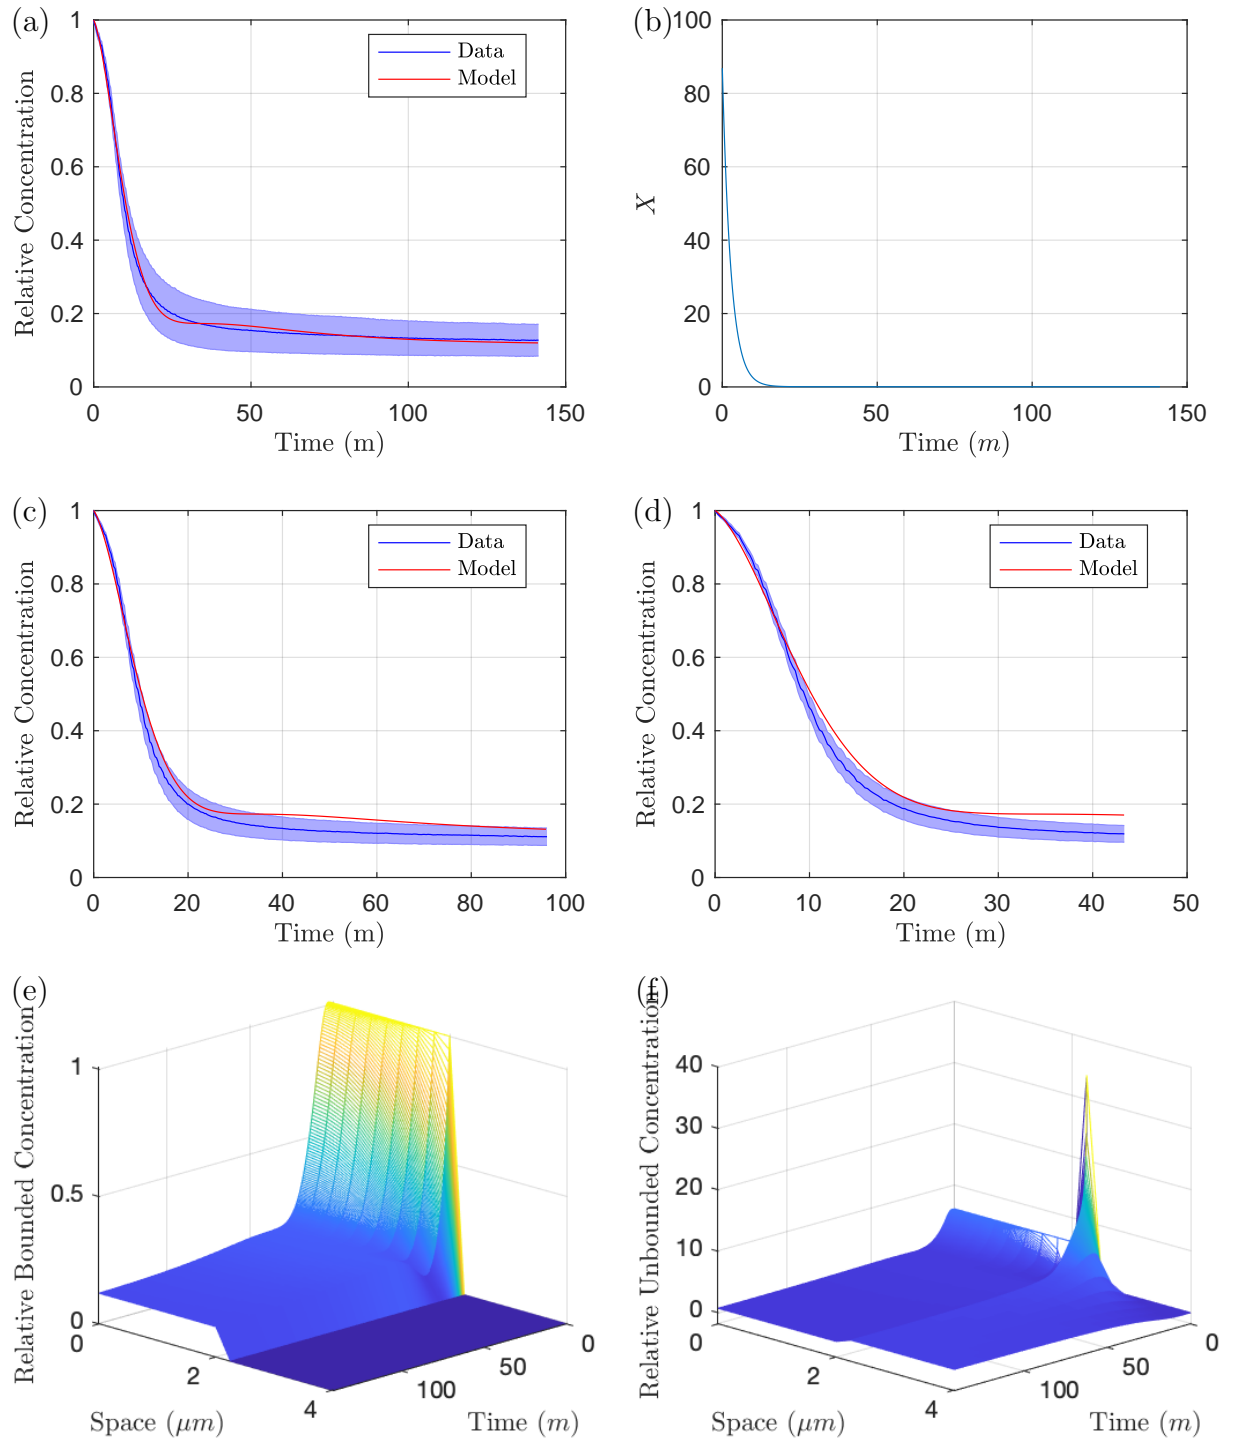 (a)
1
0.8
0.6
0.4
0.2
0
Relative Concentration
Data
Model
0 50 100 150
Time (m)
(b)
100
80
60
40
20
0
X
0 50 100 150
Time (m)
(c)
1
0.8
0.6
0.4
0.2
0
Relative Concentration
Data
Model
0 20 40 60 80 100
Time (m)
(d)
1
0.8
0.6
0.4
0.2
0
Relative Concentration
Data
Model
0 10 20 30 40 50
Time (m)
(e)
Relative Bounded Concentration
1
0.5
0
0
2
4
Space (μm)
0
50
100
Time (m)
(f)
Relative Unbounded Concentration
40
30
20
10
0
0
2
4
Space (μm)
0
50
100
Time (m)